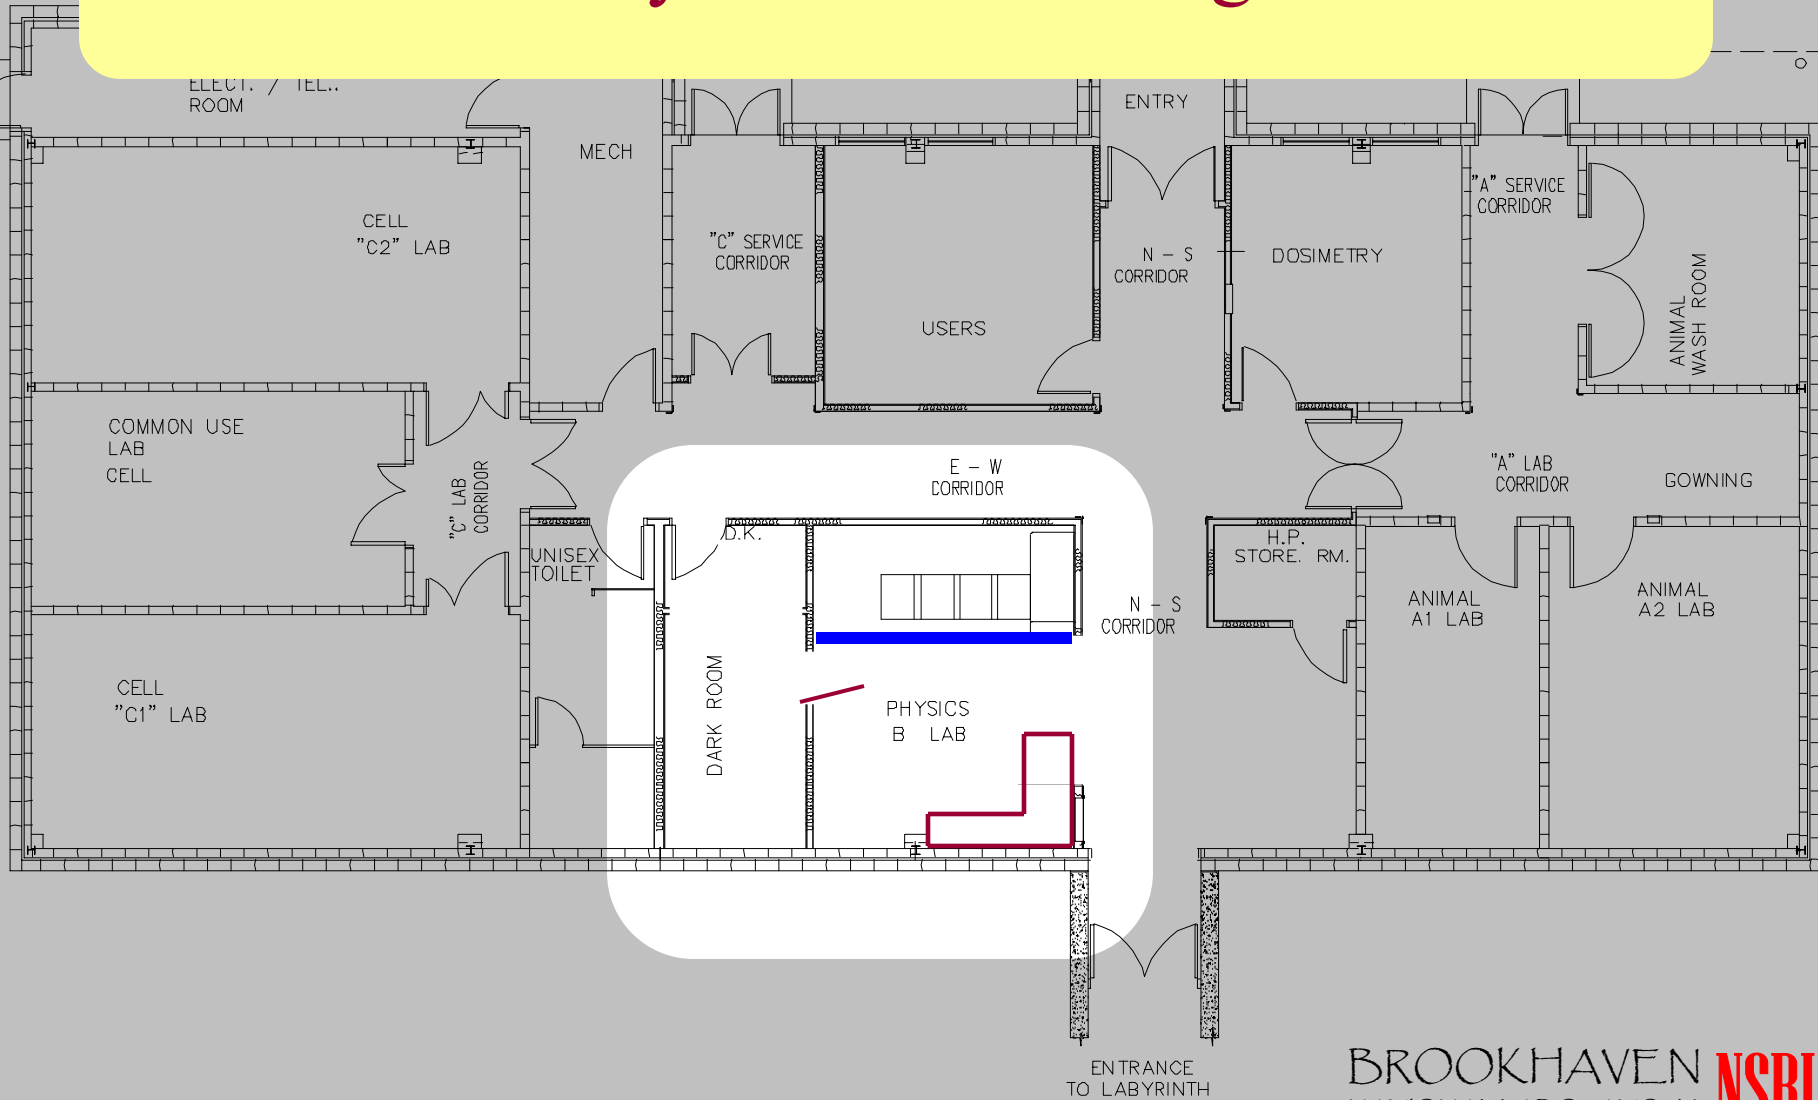 ELECT. / TEL..
ROOM
ENTRY
MECH
"A" SERVICE
CORRIDOR
CELL
"C2" LAB
"C" SERVICE
CORRIDOR
N - S
CORRIDOR
DOSIMETRY
ANIMAL
WASH ROOM
USERS
COMMON USE
LAB
CELL
"C" LAB
CORRIDOR
E - W
CORRIDOR
"A" LAB
CORRIDOR
GOWNING
D.K.
UNISEX
TOILET
H.P.
STORE. RM.
N - S
CORRIDOR
ANIMAL
A1 LAB
ANIMAL
A2 LAB
CELL
"C1" LAB
DARK ROOM
PHYSICS
B LAB
ENTRANCE
TO LABYRINTH
BROOKHAVEN